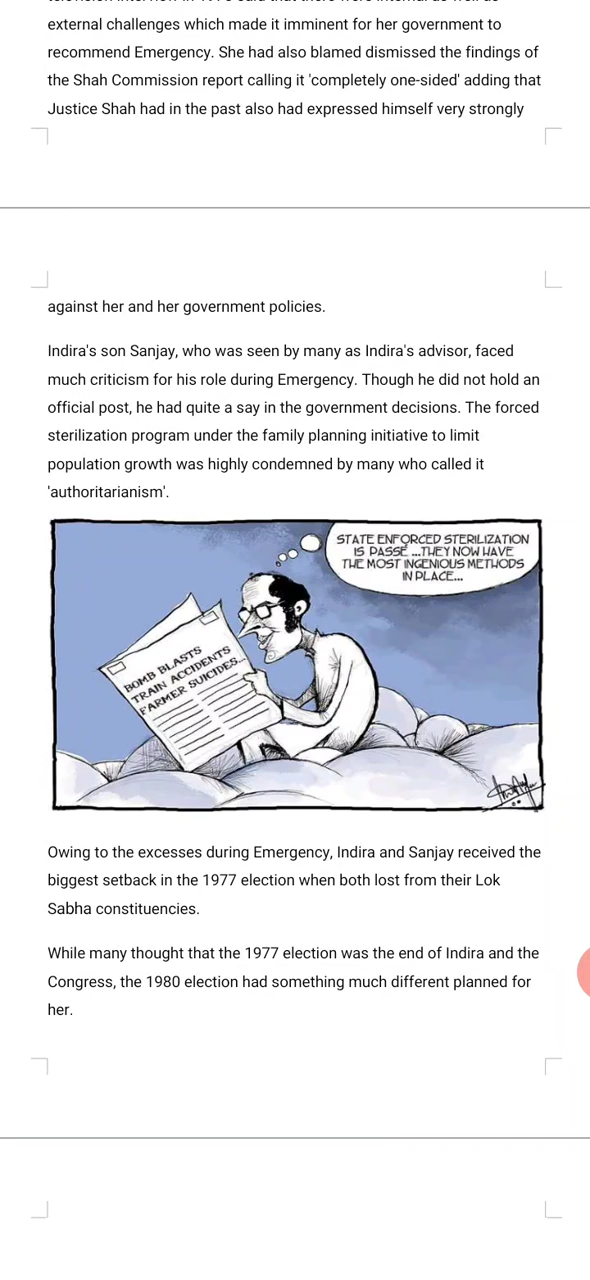 external challenges which made it imminent for her government to
recommend Emergency. She had also blamed dismissed the findings of
the Shah Commission report calling it 'completely one-sided' adding that
Justice Shah had in the past also had expressed himself very strongly
against her and her government policies.
Indira's son Sanjay, who was seen by many as Indira's advisor, faced
much criticism for his role during Emergency. Though he did not hold an
official post, he had quite a say in the government decisions. The forced
sterilization program under the family planning initiative to limit
population growth was highly condemned by many who called it
'authoritarianism'.
STATE ENFORCED STERILIZATION
IS PASSÉ ...THEY NOW HAVE
THE MOST INGENIOUS METHODS
IN PLACE...
BOMB BLASTS
TRAIN ACCIDENTS
FARMER SUICIDES...
Owing to the excesses during Emergency, Indira and Sanjay received the
biggest setback in the 1977 election when both lost from their Lok
Sabha constituencies.
While many thought that the 1977 election was the end of Indira and the
Congress, the 1980 election had something much different planned for
her.